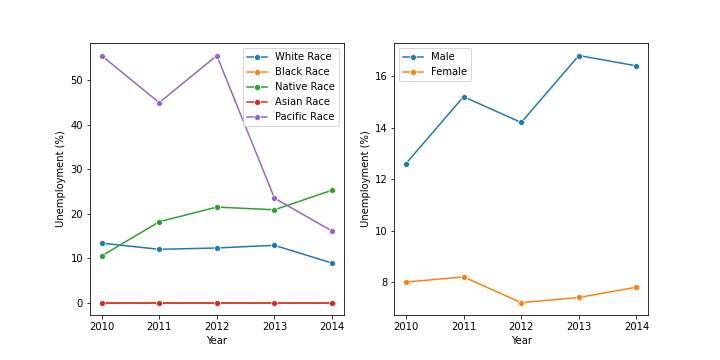 White Race
Black Race
Native Race
Asian Race
Pacific Race
Unemployment (%)
50
40
30
20
10
0
2010 2011 2012 2013 2014
Year
Male
Female
Unemployment (%)
16
14
12
10
8
2010 2011 2012 2013 2014
Year